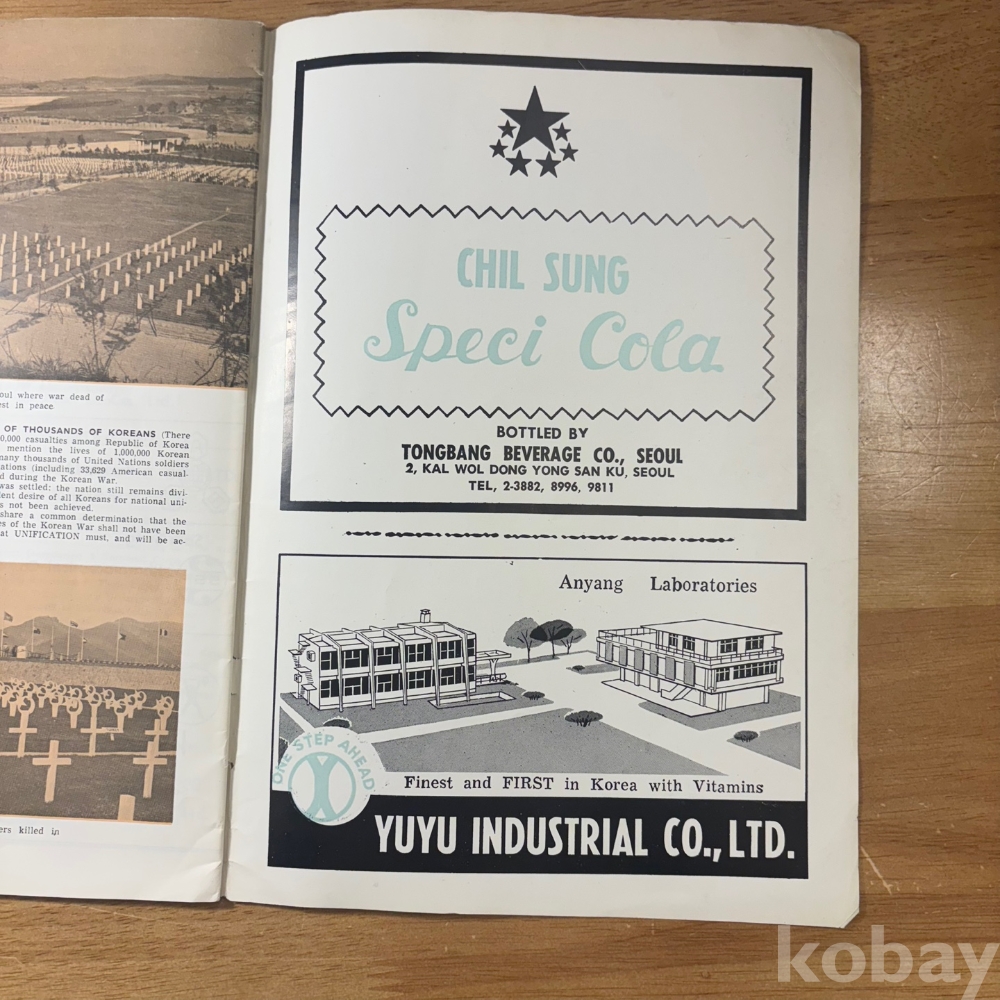 oul where war dead of
est in peace
OF THOUSANDS OF KOREANS (There
0,000 casualties among Republic of Korea
mention the lives of 1,000,000 Korean
many thousands of United Nations soldiers
ations (including 33,629 American casual-
d during the Korean War.
was settled: the nation still remains divi-
ent desire of all Koreans for national uni-
s not been achieved.
share a common determination that the
es of the Korean War shall not have been
at UNIFICATION must, and will be ac-
ers killed in
CHIL SUNG
Speci Cola
BOTTLED BY
TONGBANG BEVERAGE CO., SEOUL
2, KAL WOL DONG YONG SAN KU, SEOUL
TEL, 2-3882, 8996, 9811
Anyang Laboratories
ONE STEP AHEAD
Finest and FIRST in Korea with Vitamins
YUYU INDUSTRIAL CO., LTD.
kobay